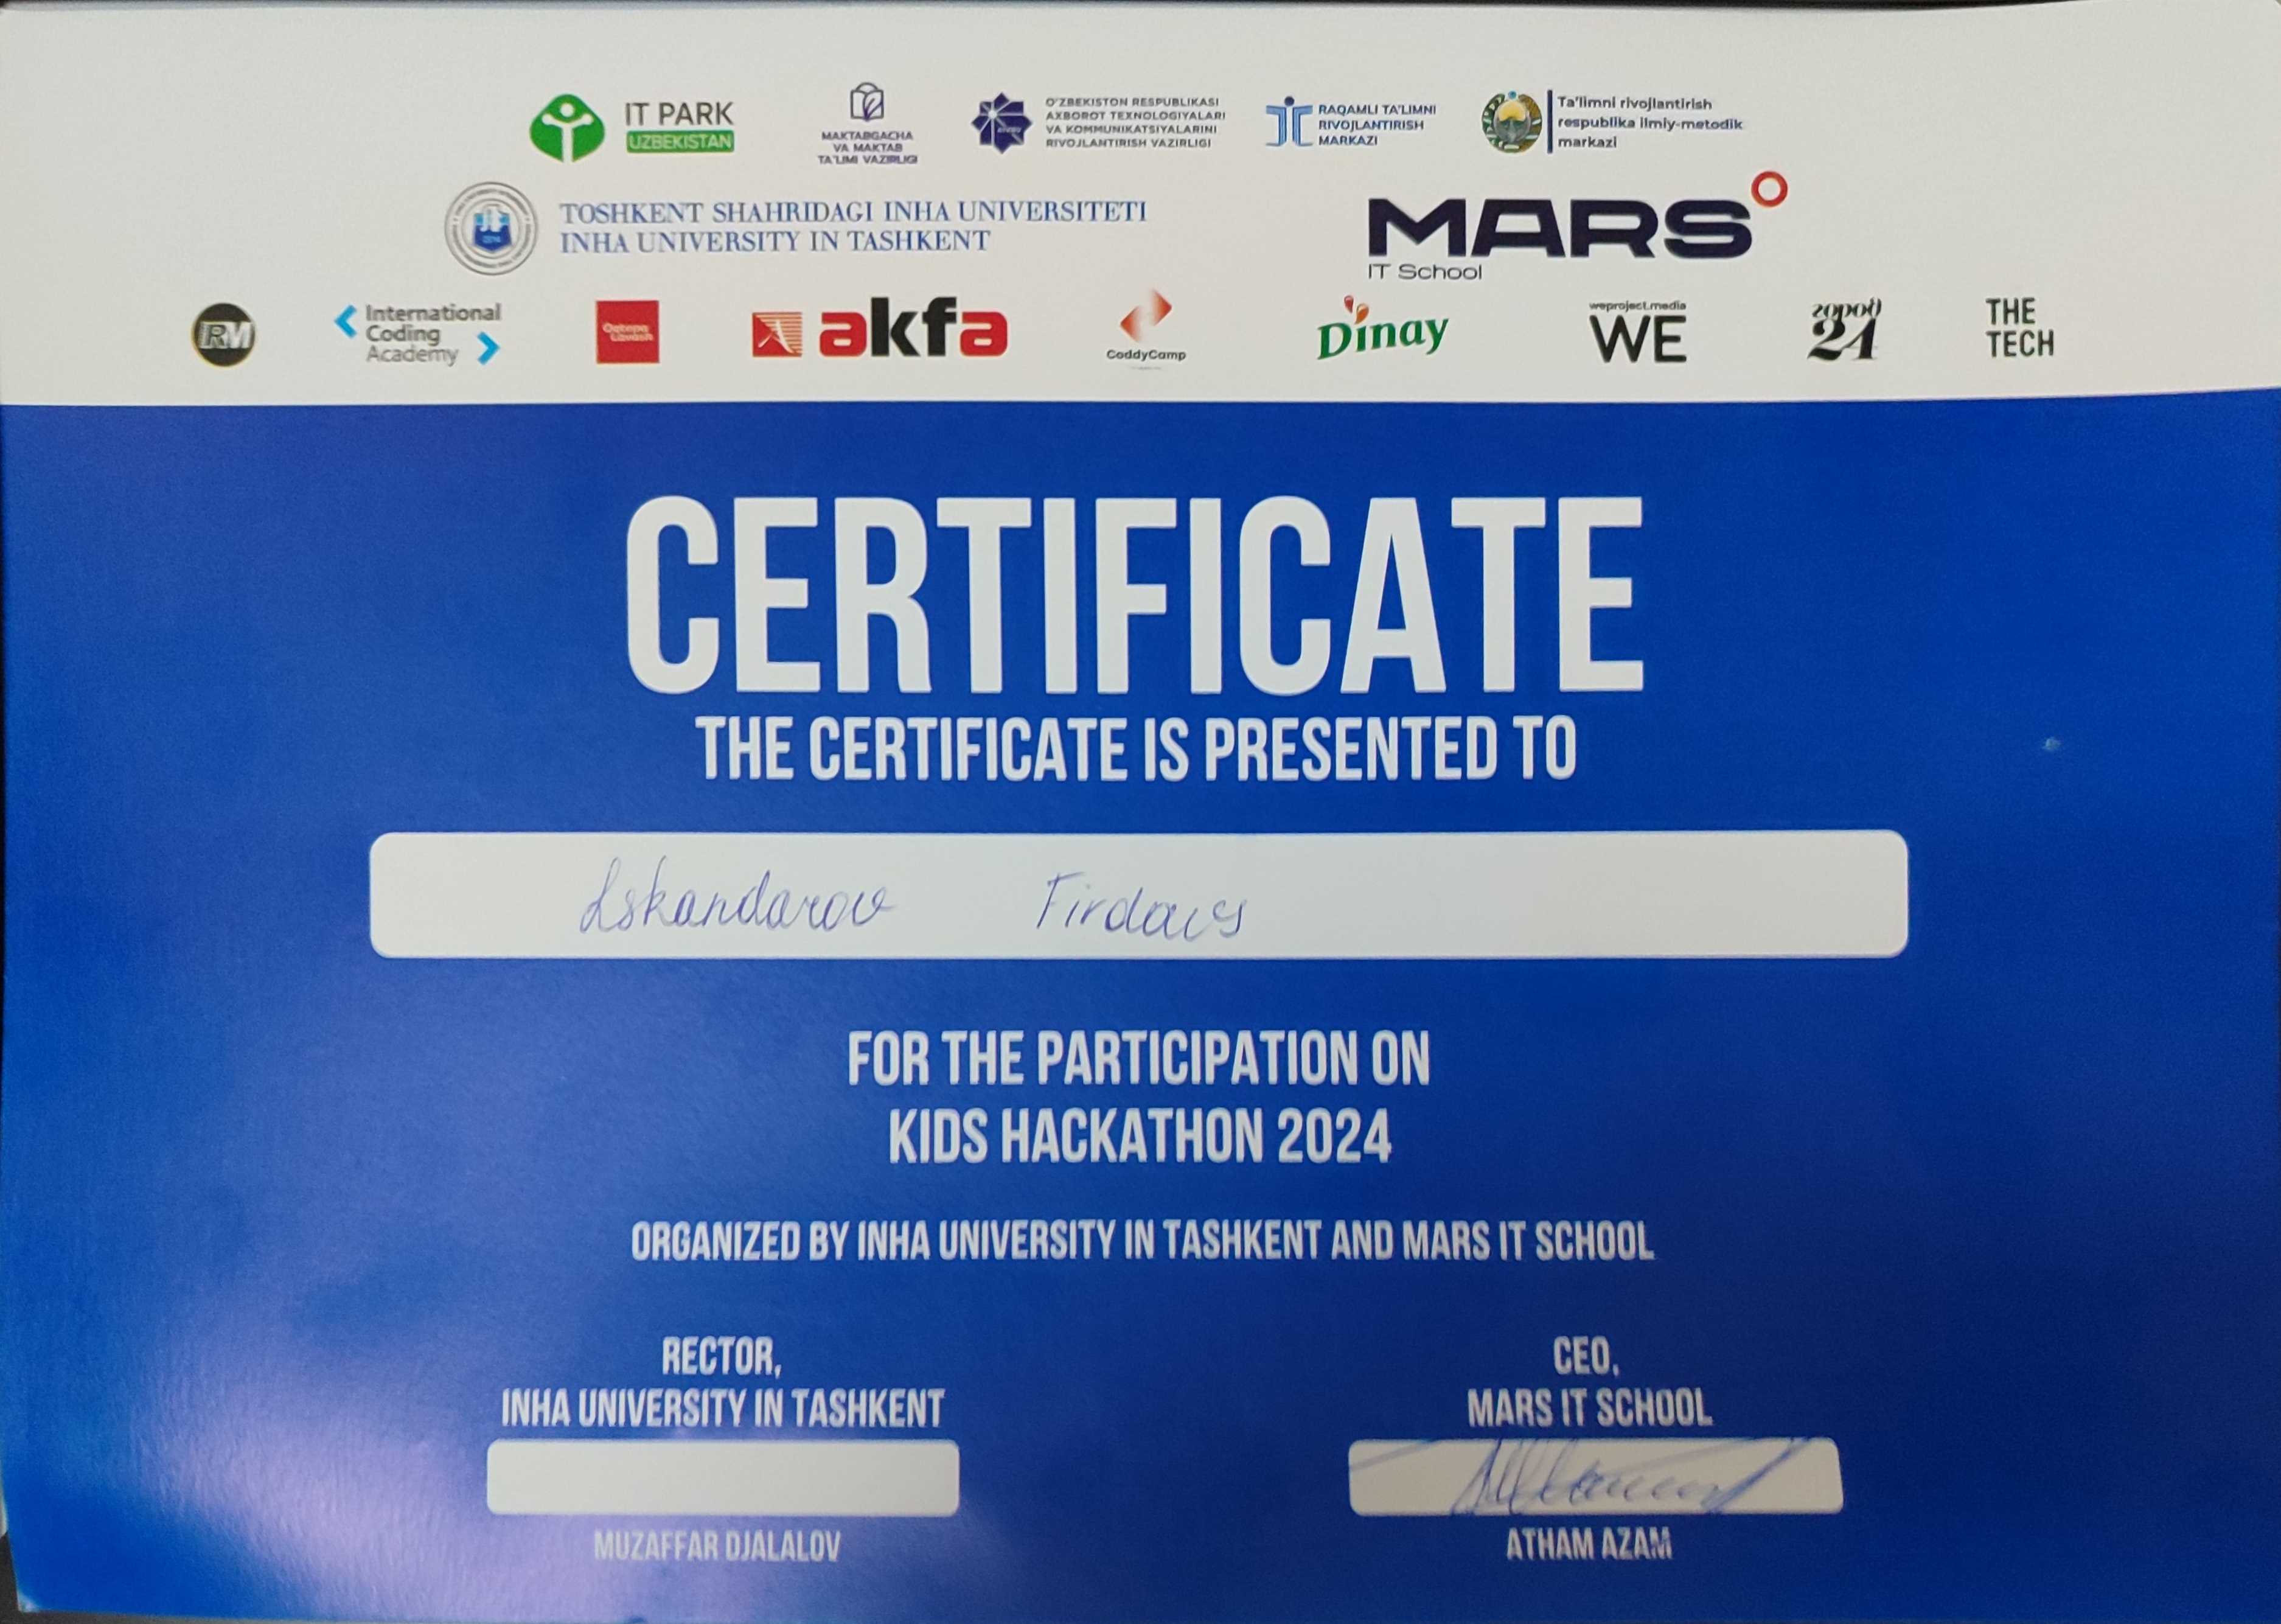 IT PARK
UZBEKISTAN
MAKTABGACHA
VA MAKTAB
TA'LIMI VAZIRLIGI
O'ZBEKISTON RESPUBLIKASI
AXBOROT TEXNOLOGIYALARI
VA KOMMUNIKATSIYALARINI
RIVOJLANTIRISH VAZIRLIGI
RAQAMLI TA'LIMNI
RIVOJLANTIRISH
MARKAZI
Ta'limni rivojlantirish
respublika ilmiy-metodik
markazi
TOSHKENT SHAHRIDAGI INHA UNIVERSITETI
INHA UNIVERSITY IN TASHKENT
MARS
IT School
RM
International
Coding
Academy
Oqtepa
Lavash
akfa
CoddyCamp
Dinay
weproject.media
WE
город
21
THE
TECH
CERTIFICATE
THE CERTIFICATE IS PRESENTED TO
Iskandarov Firdavs
FOR THE PARTICIPATION ON
KIDS HACKATHON 2024
ORGANIZED BY INHA UNIVERSITY IN TASHKENT AND MARS IT SCHOOL
RECTOR,
INHA UNIVERSITY IN TASHKENT
MUZAFFAR DJALALOV
CEO,
MARS IT SCHOOL
ATHAM AZAM